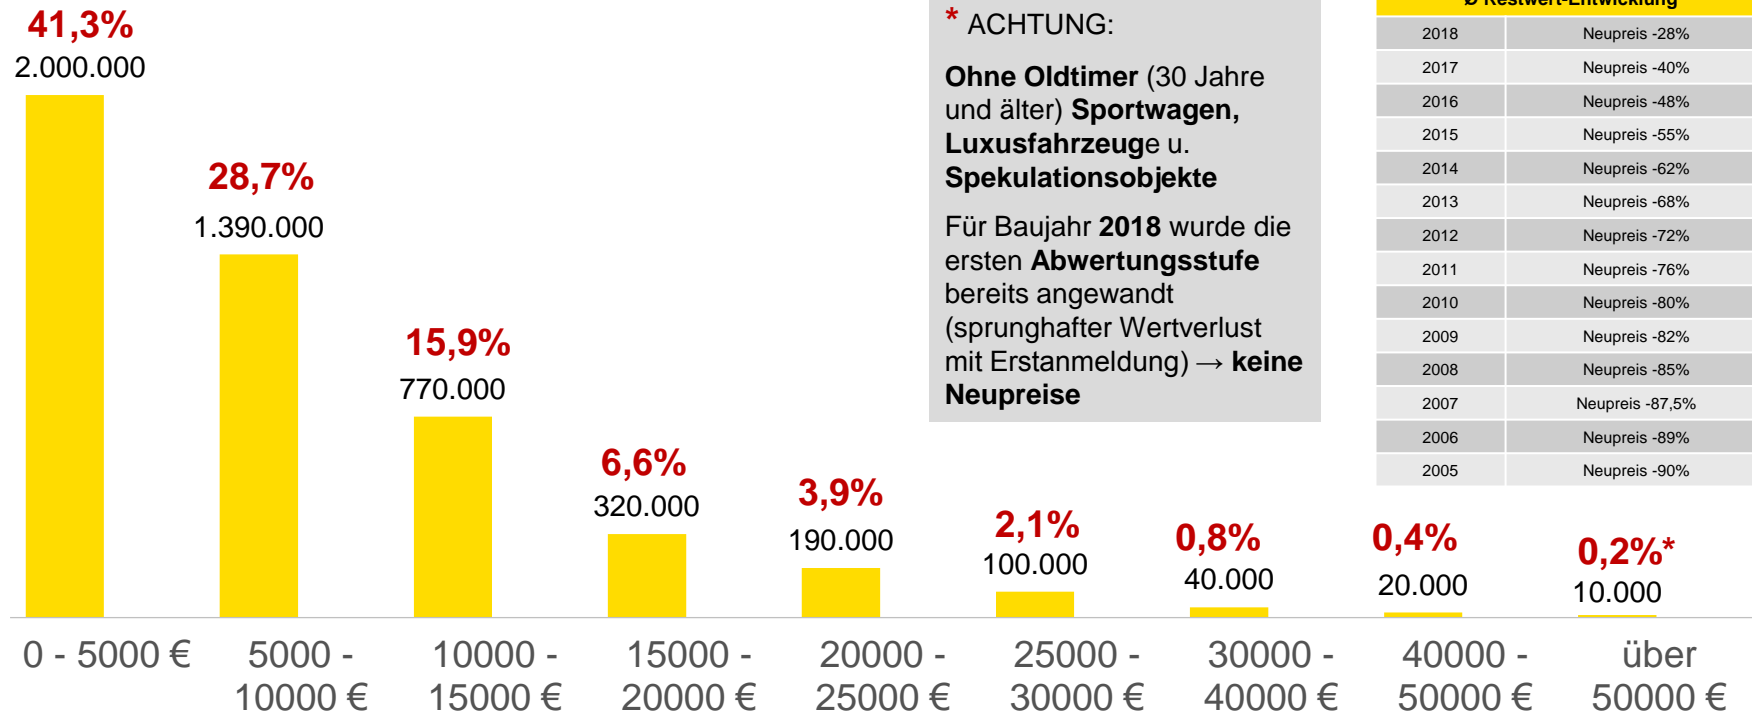 41,3%
2.000.000
28,7%
1.390.000
15,9%
770.000
6,6%
320.000
3,9%
190.000
2,1%
100.000
0,8%
40.000
0,4%
20.000
0,2%*
10.000
0 - 5000 €
5000 -
10000 €
10000 -
15000 €
15000 -
20000 €
20000 -
25000 €
25000 -
30000 €
30000 -
40000 €
40000 -
50000 €
über
50000 €
* ACHTUNG:
Ohne Oldtimer (30 Jahre
und älter) Sportwagen,
Luxusfahrzeuge u.
Spekulationsobjekte
Für Baujahr 2018 wurde die
ersten Abwertungsstufe
bereits angewandt
(sprunghafter Wertverlust
mit Erstanmeldung) → keine
Neupreise
Ø Restwert-Entwicklung
2018 Neupreis -28%
2017 Neupreis -40%
2016 Neupreis -48%
2015 Neupreis -55%
2014 Neupreis -62%
2013 Neupreis -68%
2012 Neupreis -72%
2011 Neupreis -76%
2010 Neupreis -80%
2009 Neupreis -82%
2008 Neupreis -85%
2007 Neupreis -87,5%
2006 Neupreis -89%
2005 Neupreis -90%